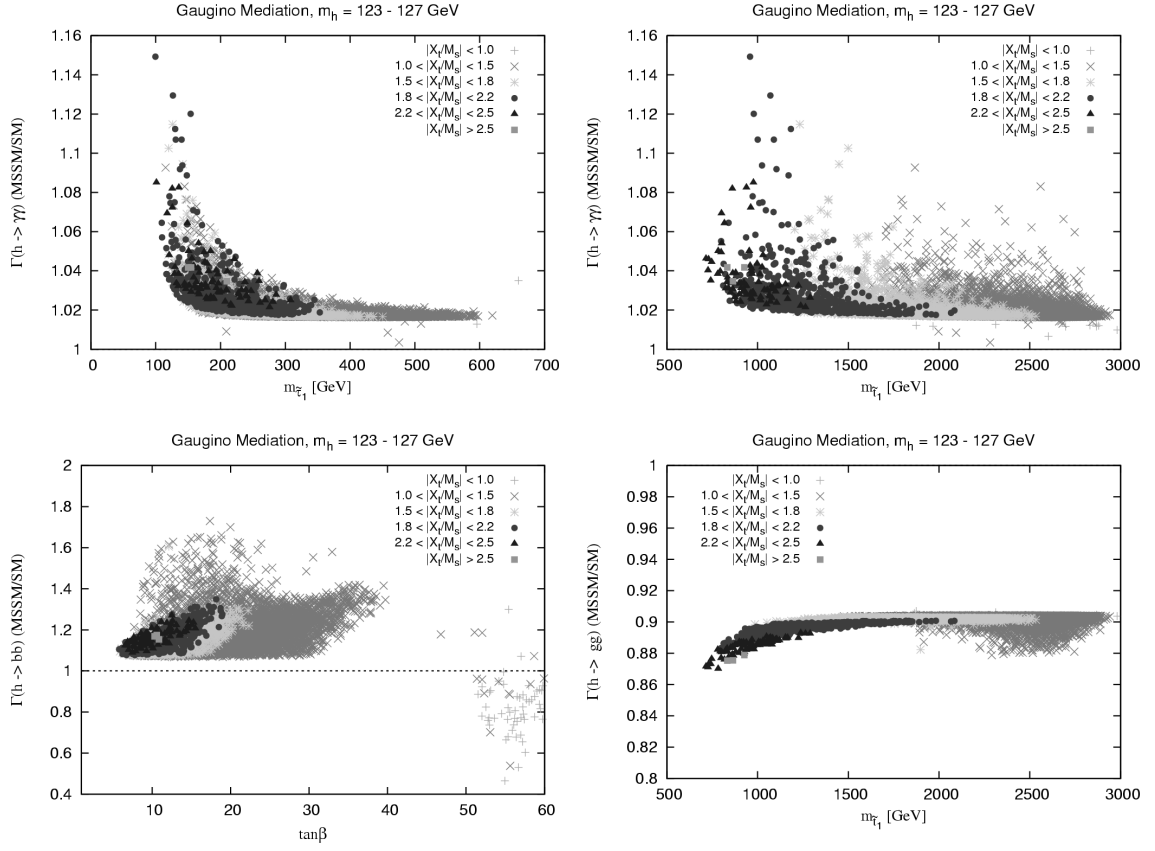 Gaugino Mediation, m_h = 123 - 127 GeV
|X_t/M_s| < 1.0
1.0 < |X_t/M_s| < 1.5
1.5 < |X_t/M_s| < 1.8
1.8 < |X_t/M_s| < 2.2
2.2 < |X_t/M_s| < 2.5
|X_t/M_s| > 2.5
Γ(h -> γγ) (MSSM/SM)
1.16
1.14
1.12
1.1
1.08
1.06
1.04
1.02
1
0 100 200 300 400 500 600 700
m_τ̃_1 [GeV]
Gaugino Mediation, m_h = 123 - 127 GeV
|X_t/M_s| < 1.0
1.0 < |X_t/M_s| < 1.5
1.5 < |X_t/M_s| < 1.8
1.8 < |X_t/M_s| < 2.2
2.2 < |X_t/M_s| < 2.5
|X_t/M_s| > 2.5
Γ(h -> γγ) (MSSM/SM)
1.16
1.14
1.12
1.1
1.08
1.06
1.04
1.02
1
500 1000 1500 2000 2500 3000
m_τ̃_1 [GeV]
Gaugino Mediation, m_h = 123 - 127 GeV
|X_t/M_s| < 1.0
1.0 < |X_t/M_s| < 1.5
1.5 < |X_t/M_s| < 1.8
1.8 < |X_t/M_s| < 2.2
2.2 < |X_t/M_s| < 2.5
|X_t/M_s| > 2.5
Γ(h -> bb) (MSSM/SM)
2
1.8
1.6
1.4
1.2
1
0.8
0.6
0.4
10 20 30 40 50 60
tanβ
Gaugino Mediation, m_h = 123 - 127 GeV
|X_t/M_s| < 1.0
1.0 < |X_t/M_s| < 1.5
1.5 < |X_t/M_s| < 1.8
1.8 < |X_t/M_s| < 2.2
2.2 < |X_t/M_s| < 2.5
|X_t/M_s| > 2.5
Γ(h -> gg) (MSSM/SM)
1
0.98
0.96
0.94
0.92
0.9
0.88
0.86
0.84
0.82
0.8
500 1000 1500 2000 2500 3000
m_τ̃_1 [GeV]